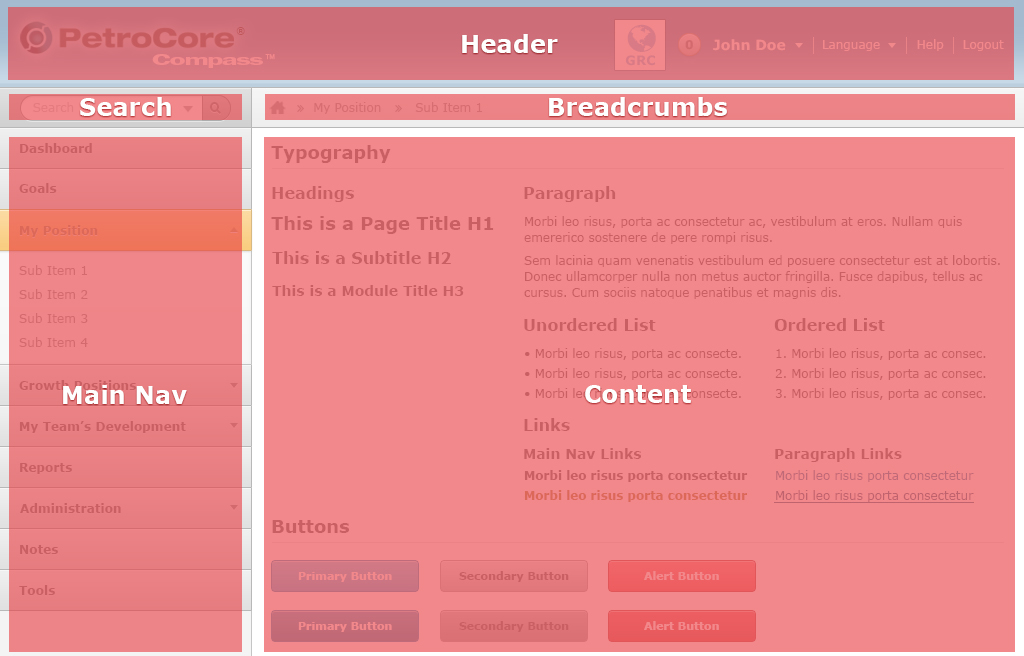 PetroCore®
Compass™
Header
GRC
0
John Doe
Language
Help
Logout
Search
Search
» My Position » Sub Item 1
Breadcrumbs
Dashboard
Goals
My Position
Sub Item 1
Sub Item 2
Sub Item 3
Sub Item 4
Growth Positions
Main Nav
My Team’s Development
Reports
Administration
Notes
Tools
Typography
Headings
This is a Page Title H1
This is a Subtitle H2
This is a Module Title H3
Paragraph
Morbi leo risus, porta ac consectetur ac, vestibulum at eros. Nullam quis
emererico sostenere de pere rompi risus.
Sem lacinia quam venenatis vestibulum ed posuere consectetur est at lobortis.
Donec ullamcorper nulla non metus auctor fringilla. Fusce dapibus, tellus ac
cursus. Cum sociis natoque penatibus et magnis dis.
Unordered List
• Morbi leo risus, porta ac consecte.
• Morbi leo risus, porta ac consecte.
• Morbi leo consecte.
Content
Ordered List
1. Morbi leo risus, porta ac consec.
2. Morbi leo risus, porta ac consec.
3. Morbi leo risus, porta ac consec.
Links
Main Nav Links
Morbi leo risus porta consectetur
Morbi leo risus porta consectetur
Paragraph Links
Morbi leo risus porta consectetur
Morbi leo risus porta consectetur
Buttons
Primary Button
Secondary Button
Alert Button
Primary Button
Secondary Button
Alert Button